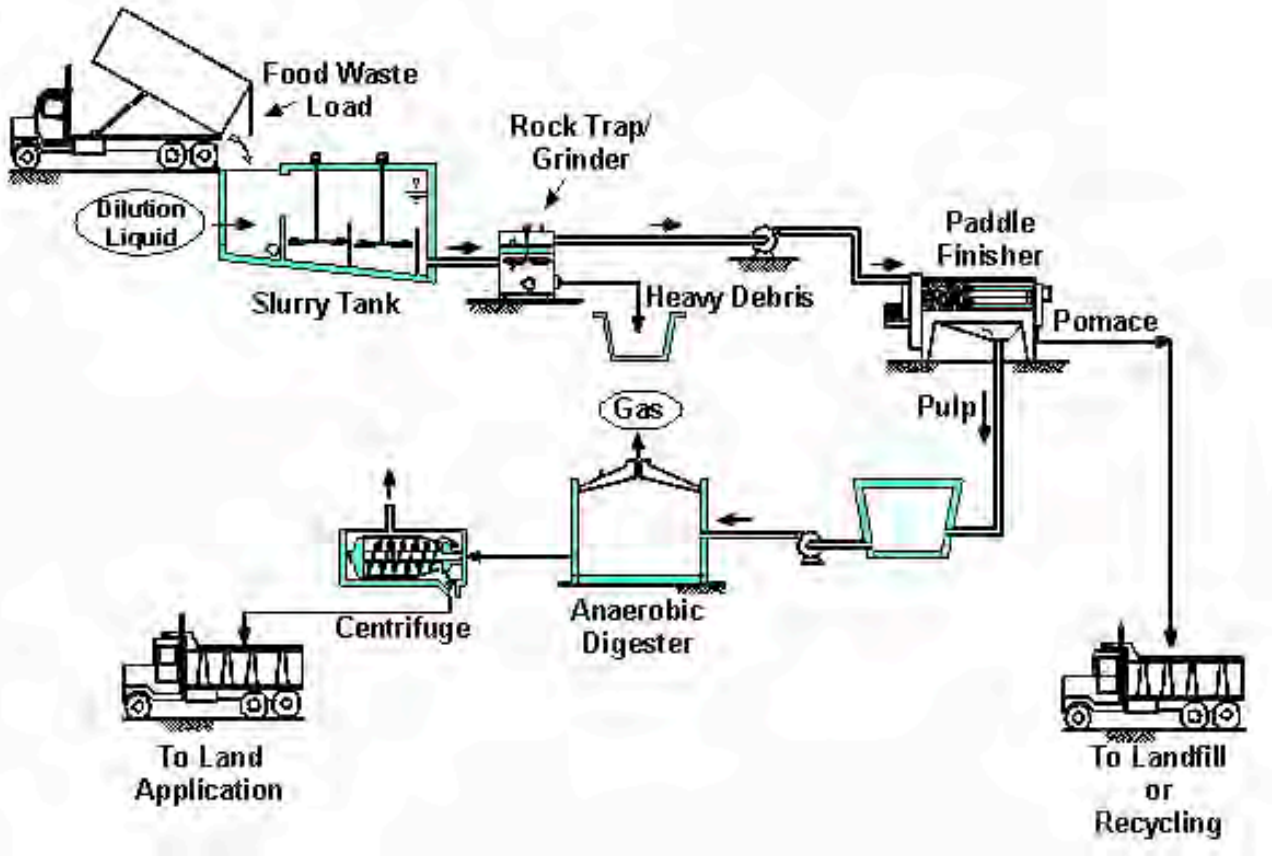 Food Waste
Load
Rock Trap/
Grinder
Dilution
Liquid
Paddle
Finisher
Slurry Tank
Heavy Debris
Pomace
Gas
Pulp
Centrifuge
Anaerobic
Digester
To Land
Application
To Landfill
or
Recycling